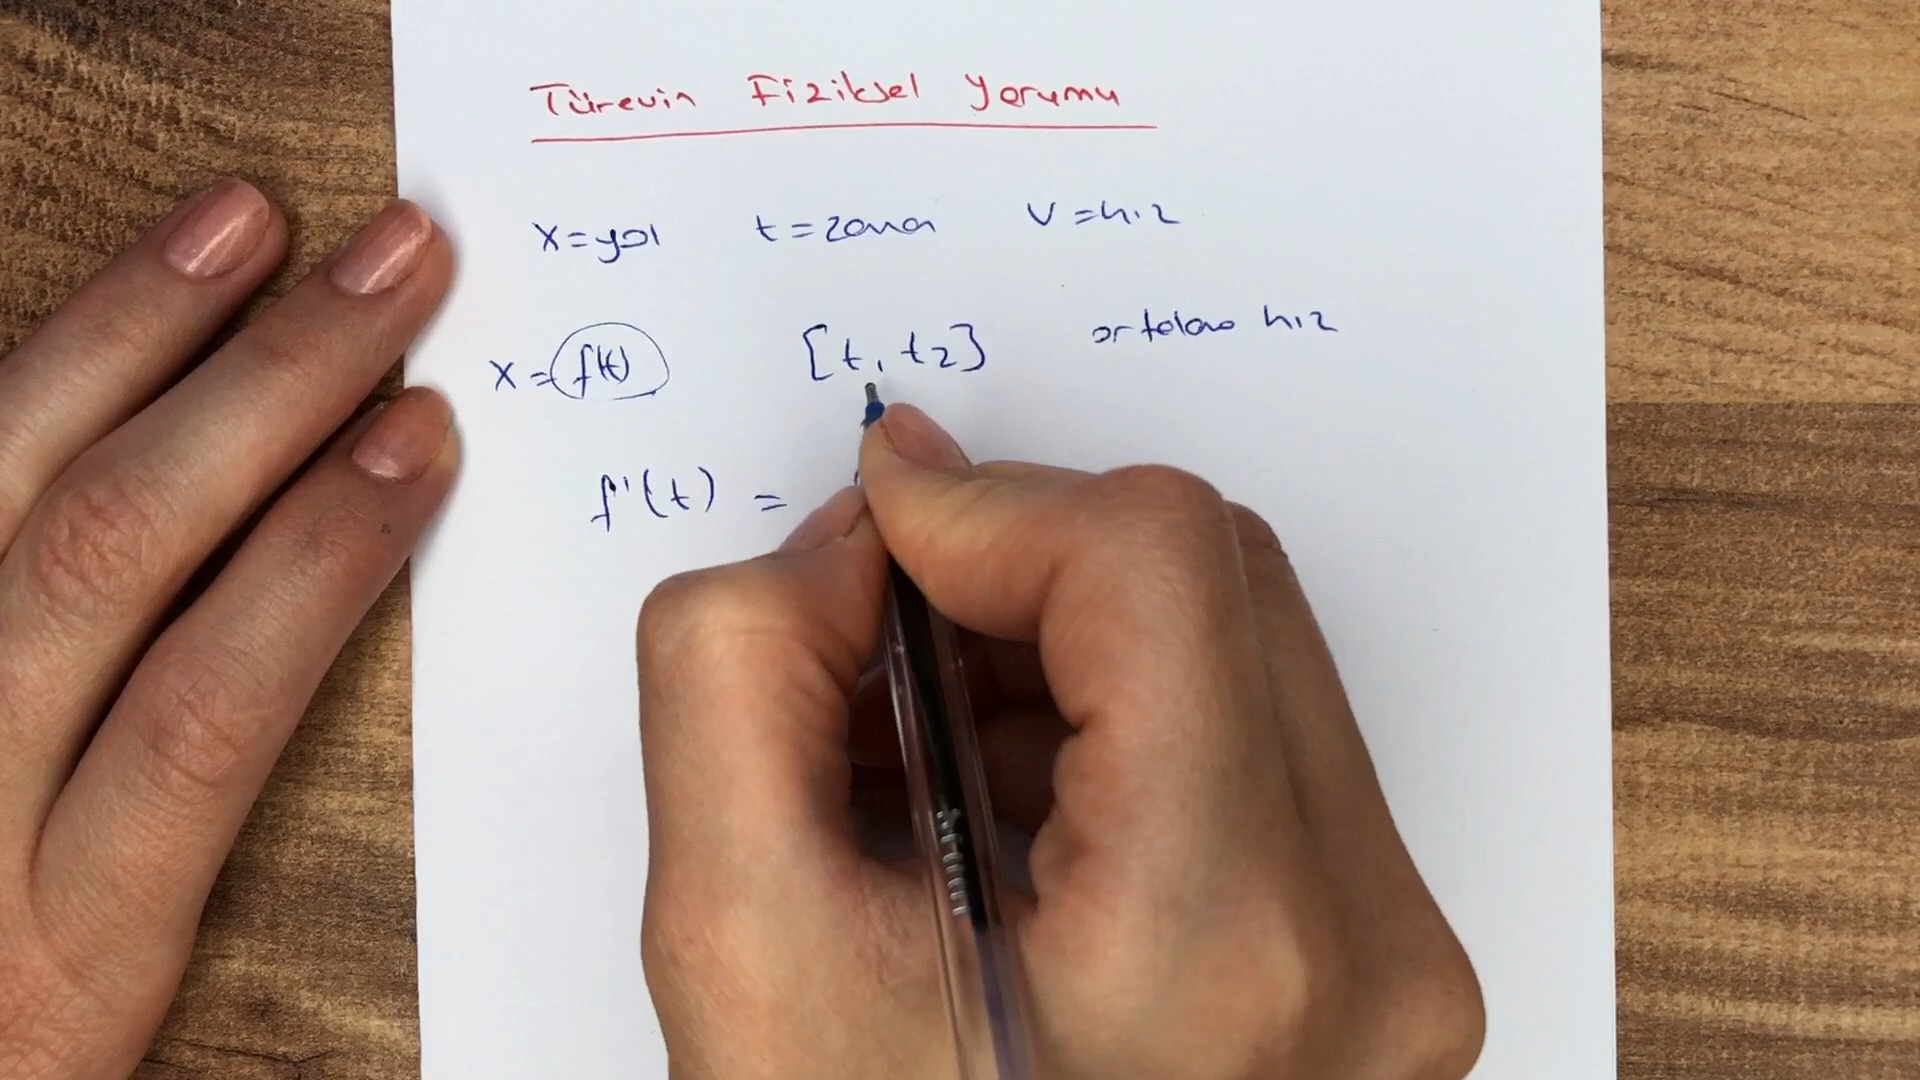 Türevin Fiziksel Yorumu
x=yol t=zaman V=hız
x=f(t) [t, t2] ortalama hız
f'(t) =